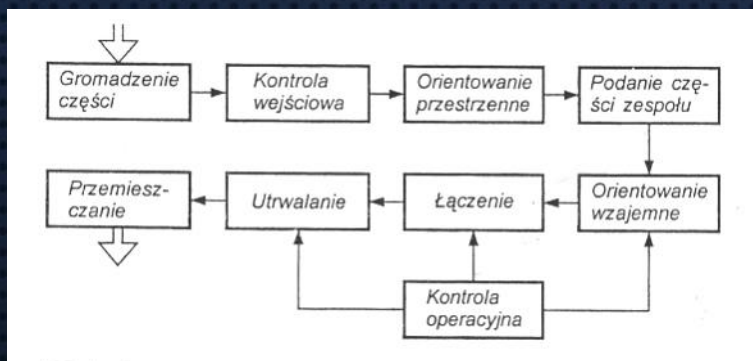 Gromadzenie
części
Kontrola
wejściowa
Orientowanie
przestrzenne
Podanie czę-
ści zespołu
Przemiesz-
czanie
Utrwalanie
Łączenie
Orientowanie
wzajemne
Kontrola
operacyjna